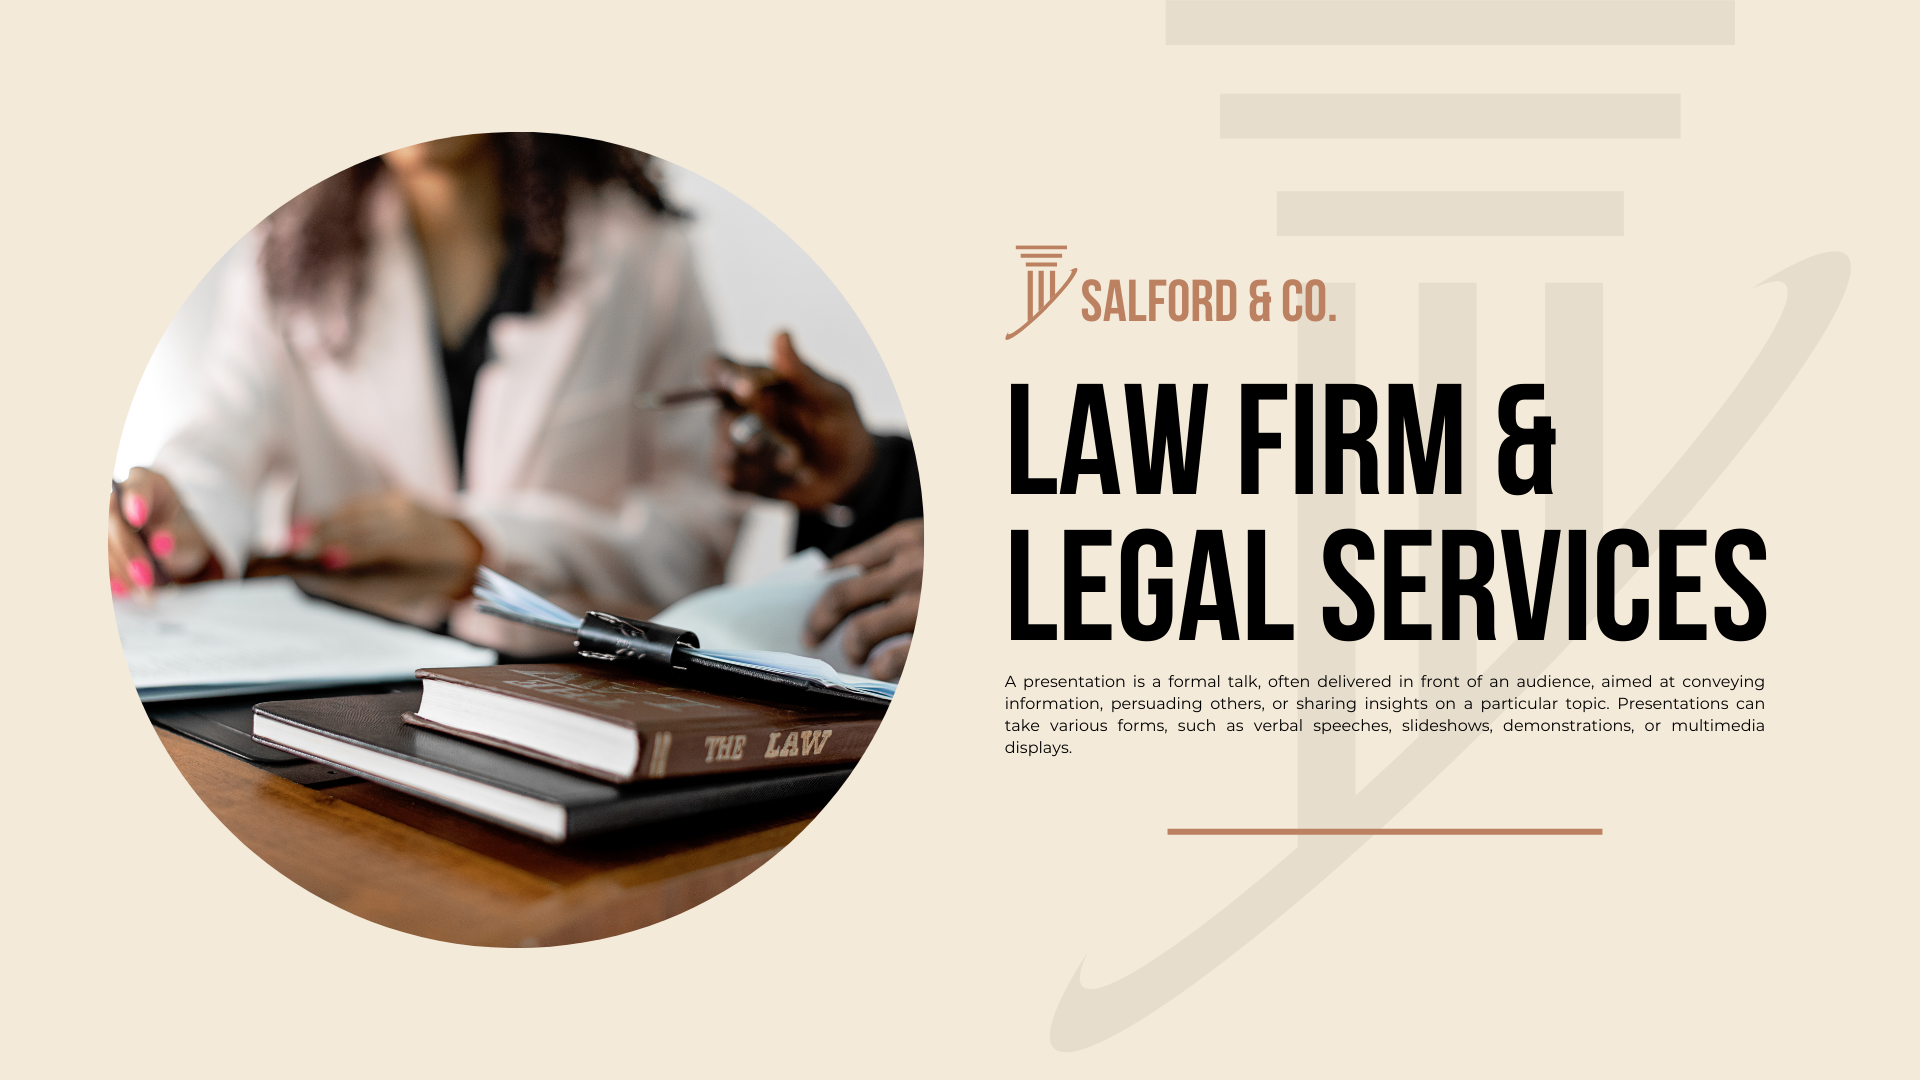 SALFORD & CO.
LAW FIRM &
LEGAL SERVICES
A presentation is a formal talk, often delivered in front of an audience, aimed at conveying
information, persuading others, or sharing insights on a particular topic. Presentations can
take various forms, such as verbal speeches, slideshows, demonstrations, or multimedia
displays.
THE LAW